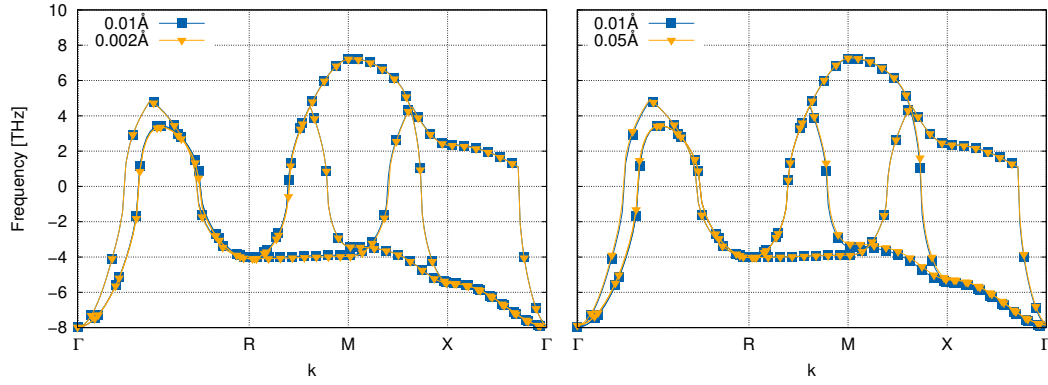 0.01Å
0.002Å
10
8
6
4
2
0
-2
-4
-6
-8
Frequency [THz]
Γ R M X Γ
k
0.01Å
0.05Å
Γ R M X Γ
k